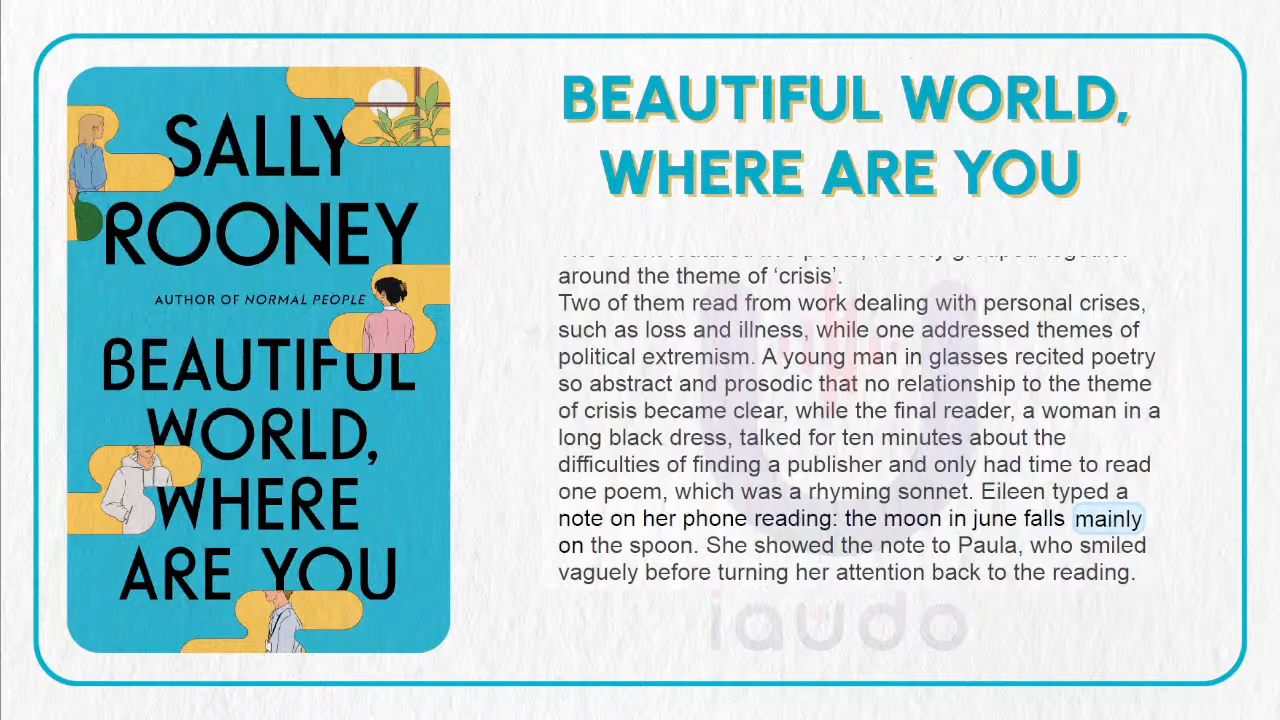 SALLY
ROONEY
AUTHOR OF NORMAL PEOPLE
BEAUTIFUL
WORLD,
WHERE
ARE YOU
BEAUTIFUL WORLD,
WHERE ARE YOU
around the theme of ‘crisis’.
Two of them read from work dealing with personal crises,
such as loss and illness, while one addressed themes of
political extremism. A young man in glasses recited poetry
so abstract and prosodic that no relationship to the theme
of crisis became clear, while the final reader, a woman in a
long black dress, talked for ten minutes about the
difficulties of finding a publisher and only had time to read
one poem, which was a rhyming sonnet. Eileen typed a
note on her phone reading: the moon in june falls mainly
on the spoon. She showed the note to Paula, who smiled
vaguely before turning her attention back to the reading.
iaudo